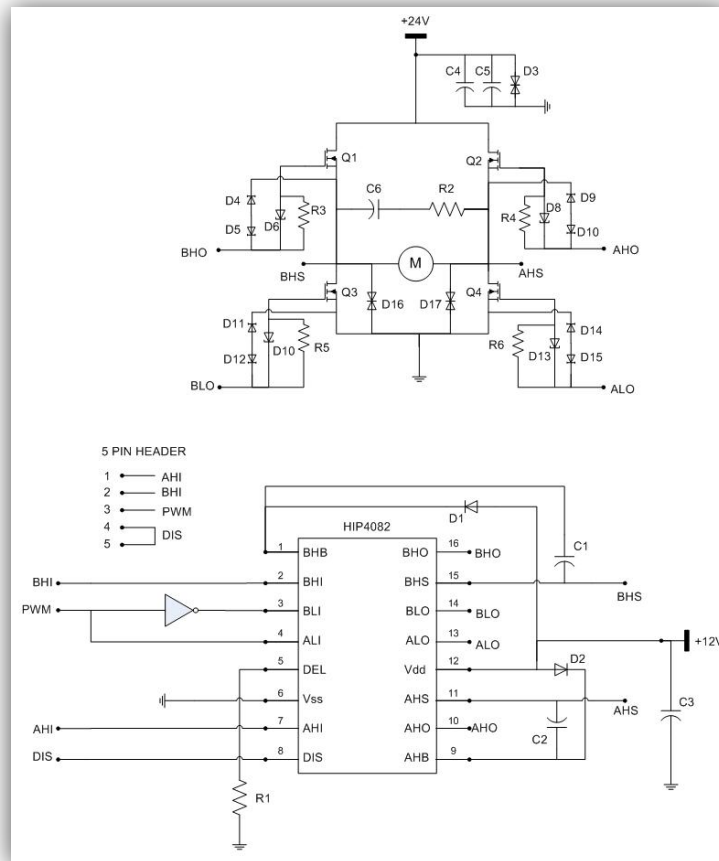 +24V
C4 C5 D3
Q1 Q2
C6 R2
D4 D5 D6 R3
R4 D8 D9 D10
BHO AHO
BHS M AHS
Q3 Q4
D16 D17
D11 D12 D10 R5
R6 D13 D14 D15
BLO ALO
5 PIN HEADER
1 AHI
2 BHI
3 PWM
4 DIS
5
HIP4082
D1
C1
1 BHB BHO 16 BHO
BHI 2 BHI BHS 15 BHS
PWM 3 BLI BLO 14 BLO
4 ALI ALO 13 ALO
5 DEL Vdd 12 D2 +12V
6 Vss AHS 11 AHS
AHI 7 AHI AHO 10 AHO
DIS 8 DIS AHB 9
C2 C3
R1